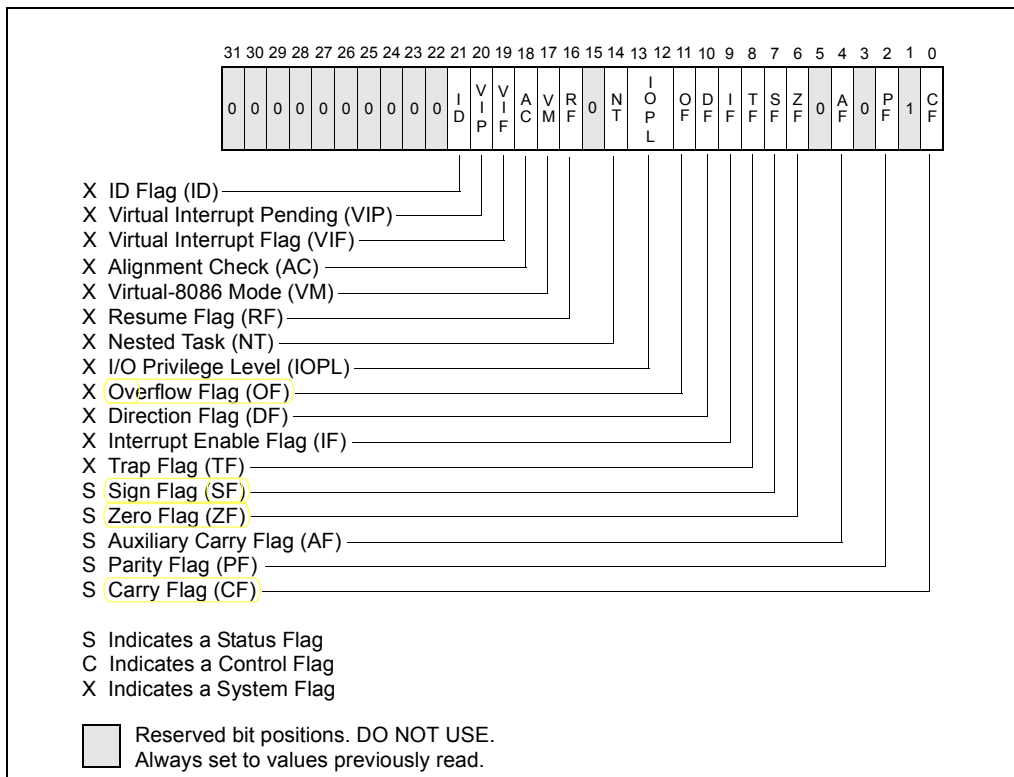 31 30 29 28 27 26 25 24 23 22 21 20 19 18 17 16 15 14 13 12 11 10 9 8 7 6 5 4 3 2 1 0
0 0 0 0 0 0 0 0 0 0 ID VIP VIF AC VM RF 0 NT IOPL OF DF IF TF SF ZF 0 AF 0 PF 1 CF
X ID Flag (ID)
X Virtual Interrupt Pending (VIP)
X Virtual Interrupt Flag (VIF)
X Alignment Check (AC)
X Virtual-8086 Mode (VM)
X Resume Flag (RF)
X Nested Task (NT)
X I/O Privilege Level (IOPL)
X Overflow Flag (OF)
X Direction Flag (DF)
X Interrupt Enable Flag (IF)
X Trap Flag (TF)
S Sign Flag (SF)
S Zero Flag (ZF)
S Auxiliary Carry Flag (AF)
S Parity Flag (PF)
S Carry Flag (CF)
S Indicates a Status Flag
C Indicates a Control Flag
X Indicates a System Flag
Reserved bit positions. DO NOT USE.
Always set to values previously read.